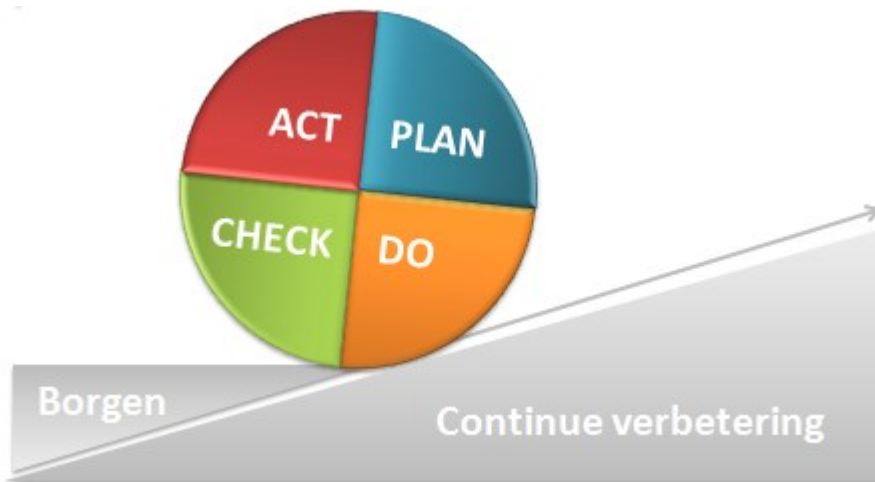 ACT
PLAN
CHECK
DO
Borgen
Continue verbetering